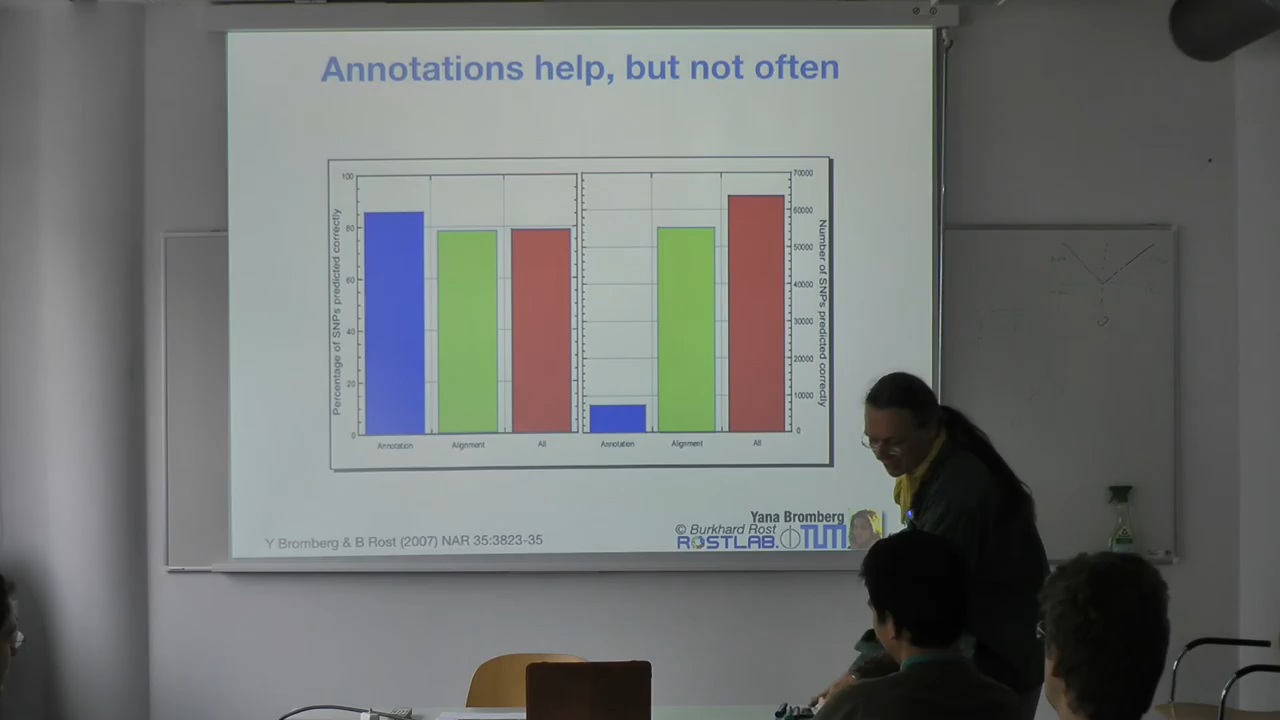 Annotations help, but not often
100
80
60
40
20
0
Percentage of SNPs predicted correctly
Annotation
Alignment
All
Annotation
Alignment
All
70000
60000
50000
40000
30000
20000
10000
0
Number of SNPs predicted correctly
Yana Bromberg
© Burkhard Rost
ROSTLAB. TUM
Y Bromberg & B Rost (2007) NAR 35:3823-35